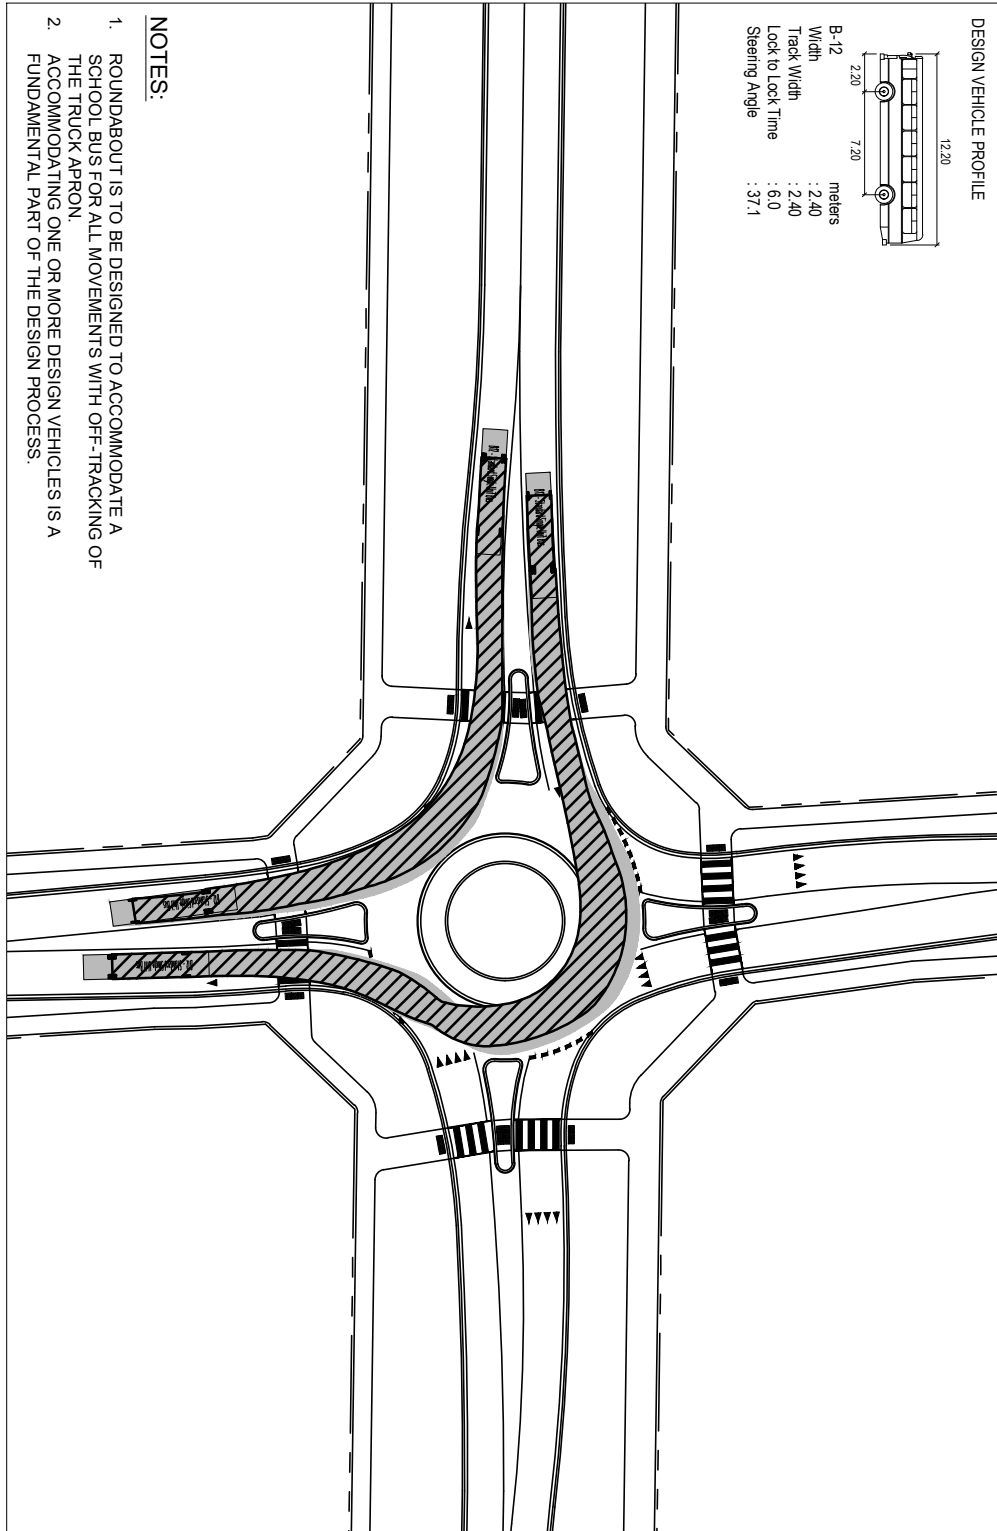 DESIGN VEHICLE PROFILE
12.20
2.20
7.20
B-12
meters
Width : 2.40
Track Width : 2.40
Lock to Lock Time : 6.0
Steering Angle : 37.1
NOTES:
1. ROUNDABOUT IS TO BE DESIGNED TO ACCOMMODATE A
SCHOOL BUS FOR ALL MOVEMENTS WITH OFF-TRACKING OF
THE TRUCK APRON.
2. ACCOMMODATING ONE OR MORE DESIGN VEHICLES IS A
FUNDAMENTAL PART OF THE DESIGN PROCESS.